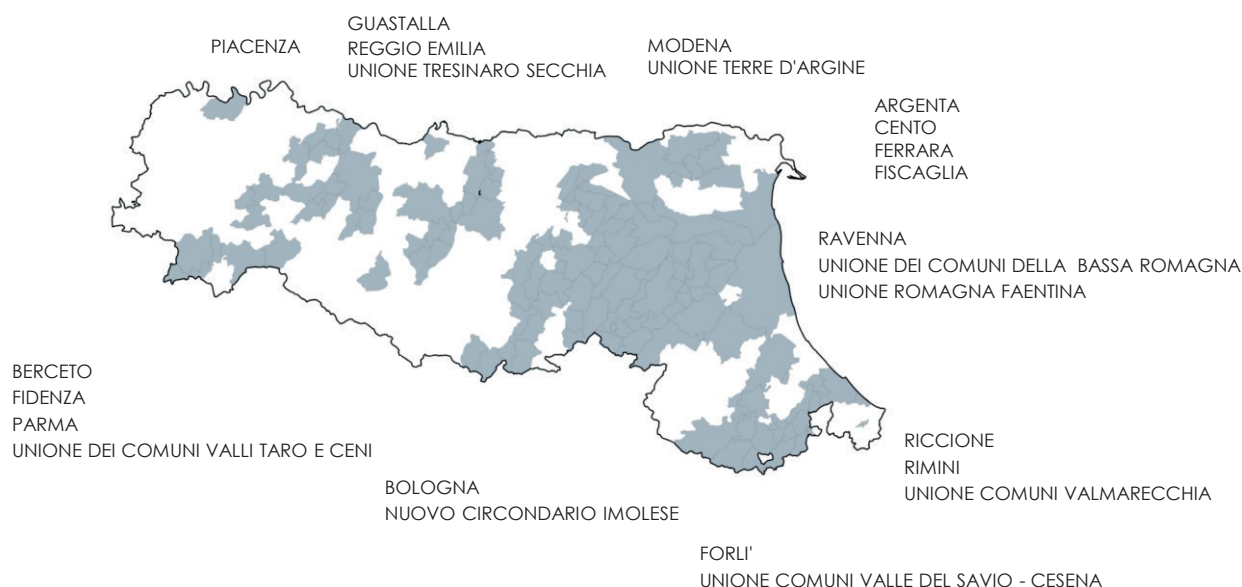 PIACENZA
GUASTALLA
REGGIO EMILIA
UNIONE TRESINARO SECCHIA
MODENA
UNIONE TERRE D'ARGINE
ARGENTA
CENTO
FERRARA
FISCAGLIA
RAVENNA
UNIONE DEI COMUNI DELLA BASSA ROMAGNA
UNIONE ROMAGNA FAENTINA
BERCETO
FIDENZA
PARMA
UNIONE DEI COMUNI VALLI TARO E CENI
BOLOGNA
NUOVO CIRCONDARIO IMOLESE
RICCIONE
RIMINI
UNIONE COMUNI VALMARECCHIA
FORLI'
UNIONE COMUNI VALLE DEL SAVIO - CESENA